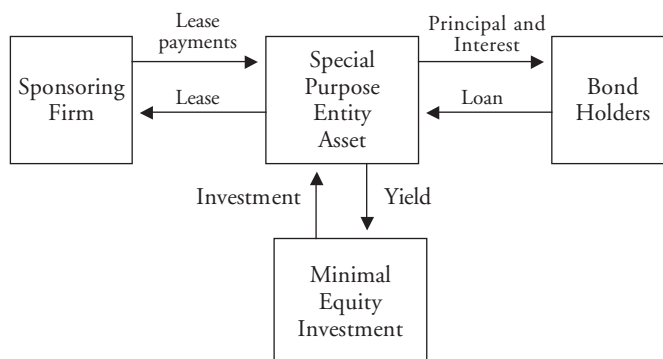 Lease
payments
Principal and
Interest
Sponsoring
Firm
Special
Purpose
Entity
Asset
Bond
Holders
Lease
Loan
Investment
Yield
Minimal
Equity
Investment